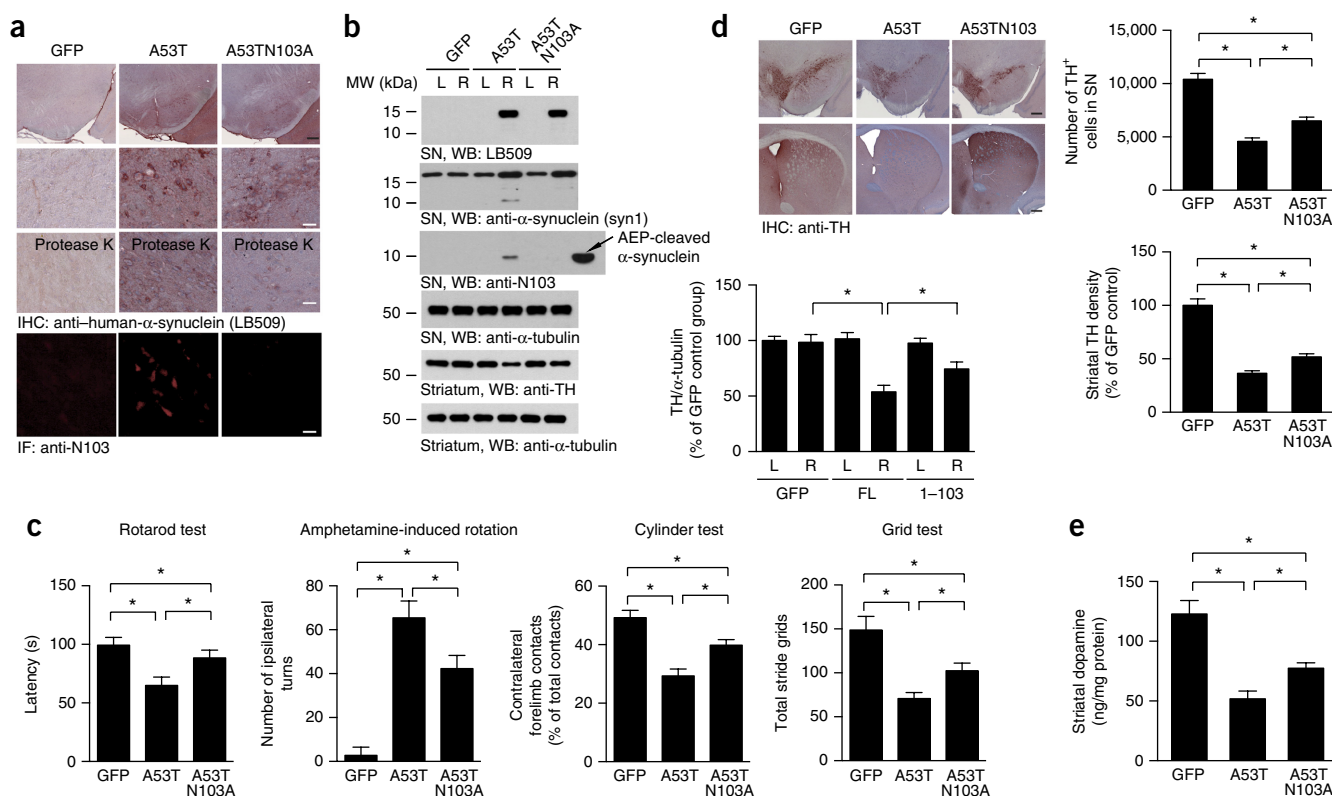 a
GFP A53T A53TN103A
Protease K Protease K Protease K
IHC: anti–human-α-synuclein (LB509)
IF: anti-N103
b
GFP A53T A53T N103A
MW (kDa) L R L R L R
15
10
SN, WB: LB509
15
10
SN, WB: anti-α-synuclein (syn1)
AEP-cleaved
α-synuclein
10
SN, WB: anti-N103
50
SN, WB: anti-α-tubulin
50
Striatum, WB: anti-TH
50
Striatum, WB: anti-α-tubulin
d
GFP A53T A53TN103
IHC: anti-TH
Number of TH+
cells in SN
15,000
10,000
5,000
0
* * *
GFP A53T A53T
N103A
TH/α-tubulin
(% of GFP control group)
150
100
50
0
* *
L R L R L R
GFP FL 1–103
Striatal TH density
(% of GFP control)
150
100
50
0
* * *
GFP A53T A53T
N103A
c
Rotarod test
Latency (s)
150
100
50
0
* * *
GFP A53T A53T
N103A
Amphetamine-induced rotation
Number of ipsilateral
turns
80
60
40
20
0
* * *
GFP A53T A53T
N103A
Cylinder test
Contralateral
forelimb contacts
(% of total contacts)
60
40
20
0
* * *
GFP A53T A53T
N103A
Grid test
Total stride grids
200
150
100
50
0
* * *
GFP A53T A53T
N103A
e
Striatal dopamine
(ng/mg protein)
150
100
50
0
* * *
GFP A53T A53T
N103A